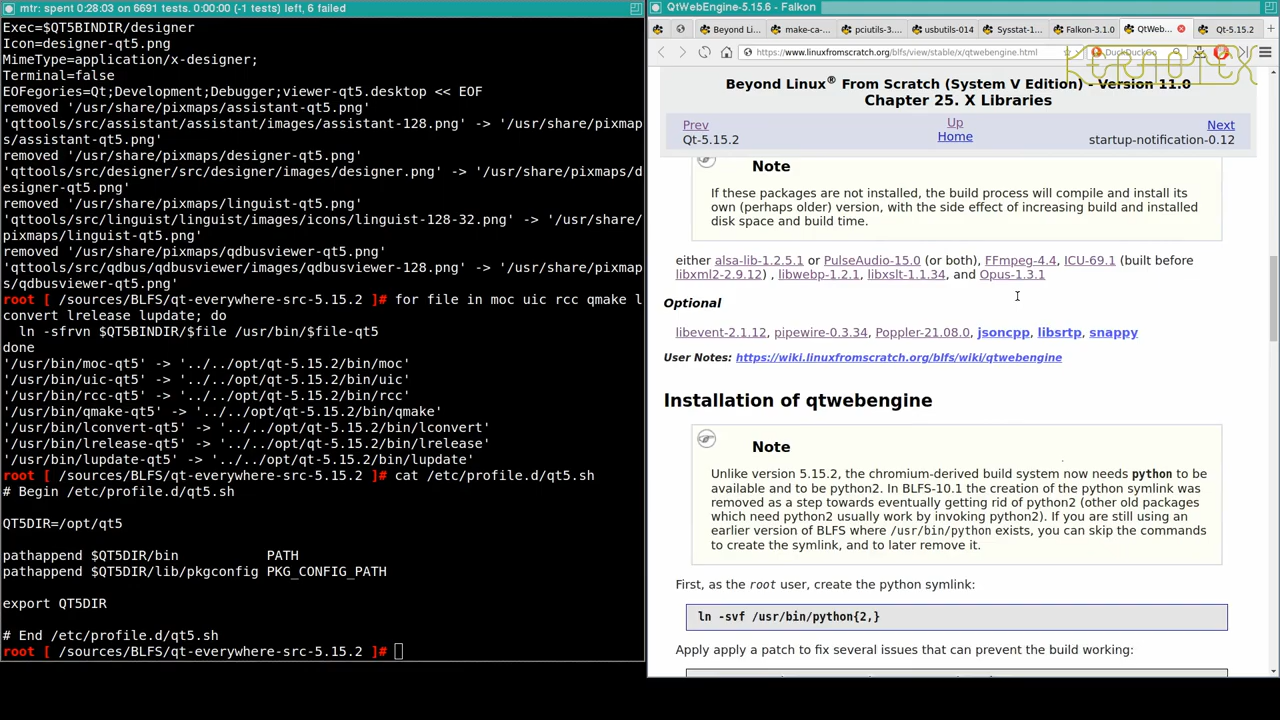 mtr: spent 0:28:03 on 6691 tests. 0:00:00 (-1 tests) left, 6 failed
Exec=$QT5BINDIR/designer
Icon=designer-qt5.png
MimeType=application/x-designer;
Terminal=false
EOFegories=Qt;Development;Debugger;viewer-qt5.desktop << EOF
removed '/usr/share/pixmaps/assistant-qt5.png'
'qttools/src/assistant/assistant/images/assistant-128.png' -> '/usr/share/pixmap
s/assistant-qt5.png'
removed '/usr/share/pixmaps/designer-qt5.png'
'qttools/src/designer/src/designer/images/designer.png' -> '/usr/share/pixmaps/d
esigner-qt5.png'
removed '/usr/share/pixmaps/linguist-qt5.png'
'qttools/src/linguist/linguist/images/icons/linguist-128-32.png' -> '/usr/share/
pixmaps/linguist-qt5.png'
removed '/usr/share/pixmaps/qdbusviewer-qt5.png'
'qttools/src/qdbus/qdbusviewer/images/qdbusviewer-128.png' -> '/usr/share/pixmap
s/qdbusviewer-qt5.png'
root [ /sources/BLFS/qt-everywhere-src-5.15.2 ]# for file in moc uic rcc qmake l
convert lrelease lupdate; do
  ln -sfrvn $QT5BINDIR/$file /usr/bin/$file-qt5
done
'/usr/bin/moc-qt5' -> '../../opt/qt-5.15.2/bin/moc'
'/usr/bin/uic-qt5' -> '../../opt/qt-5.15.2/bin/uic'
'/usr/bin/rcc-qt5' -> '../../opt/qt-5.15.2/bin/rcc'
'/usr/bin/qmake-qt5' -> '../../opt/qt-5.15.2/bin/qmake'
'/usr/bin/lconvert-qt5' -> '../../opt/qt-5.15.2/bin/lconvert'
'/usr/bin/lrelease-qt5' -> '../../opt/qt-5.15.2/bin/lrelease'
'/usr/bin/lupdate-qt5' -> '../../opt/qt-5.15.2/bin/lupdate'
root [ /sources/BLFS/qt-everywhere-src-5.15.2 ]# cat /etc/profile.d/qt5.sh
# Begin /etc/profile.d/qt5.sh
QT5DIR=/opt/qt5
pathappend $QT5DIR/bin           PATH
pathappend $QT5DIR/lib/pkgconfig PKG_CONFIG_PATH
export QT5DIR
# End /etc/profile.d/qt5.sh
root [ /sources/BLFS/qt-everywhere-src-5.15.2 ]#
QtWebEngine-5.15.6 - Falkon
Beyond Li... make-ca-... pciutils-3... usbutils-014 Sysstat-1... Falkon-3.1.0 QtWeb... Qt-5.15.2
https://www.linuxfromscratch.org/blfs/view/stable/x/qtwebengine.html DuckDuckGo
KERNOTEX
Beyond Linux® From Scratch (System V Edition) - Version 11.0
Chapter 25. X Libraries
Prev Up Next
Qt-5.15.2 Home startup-notification-0.12
Note
If these packages are not installed, the build process will compile and install its
own (perhaps older) version, with the side effect of increasing build and installed
disk space and build time.
either alsa-lib-1.2.5.1 or PulseAudio-15.0 (or both), FFmpeg-4.4, ICU-69.1 (built before
libxml2-2.9.12) , libwebp-1.2.1, libxslt-1.1.34, and Opus-1.3.1
Optional
libevent-2.1.12, pipewire-0.3.34, Poppler-21.08.0, jsoncpp, libsrtp, snappy
User Notes: https://wiki.linuxfromscratch.org/blfs/wiki/qtwebengine
Installation of qtwebengine
Note
Unlike version 5.15.2, the chromium-derived build system now needs python to be
available and to be python2. In BLFS-10.1 the creation of the python symlink was
removed as a step towards eventually getting rid of python2 (other old packages
which need python2 usually work by invoking python2). If you are still using an
earlier version of BLFS where /usr/bin/python exists, you can skip the commands
to create the symlink, and to later remove it.
First, as the root user, create the python symlink:
ln -svf /usr/bin/python{2,}
Apply apply a patch to fix several issues that can prevent the build working: